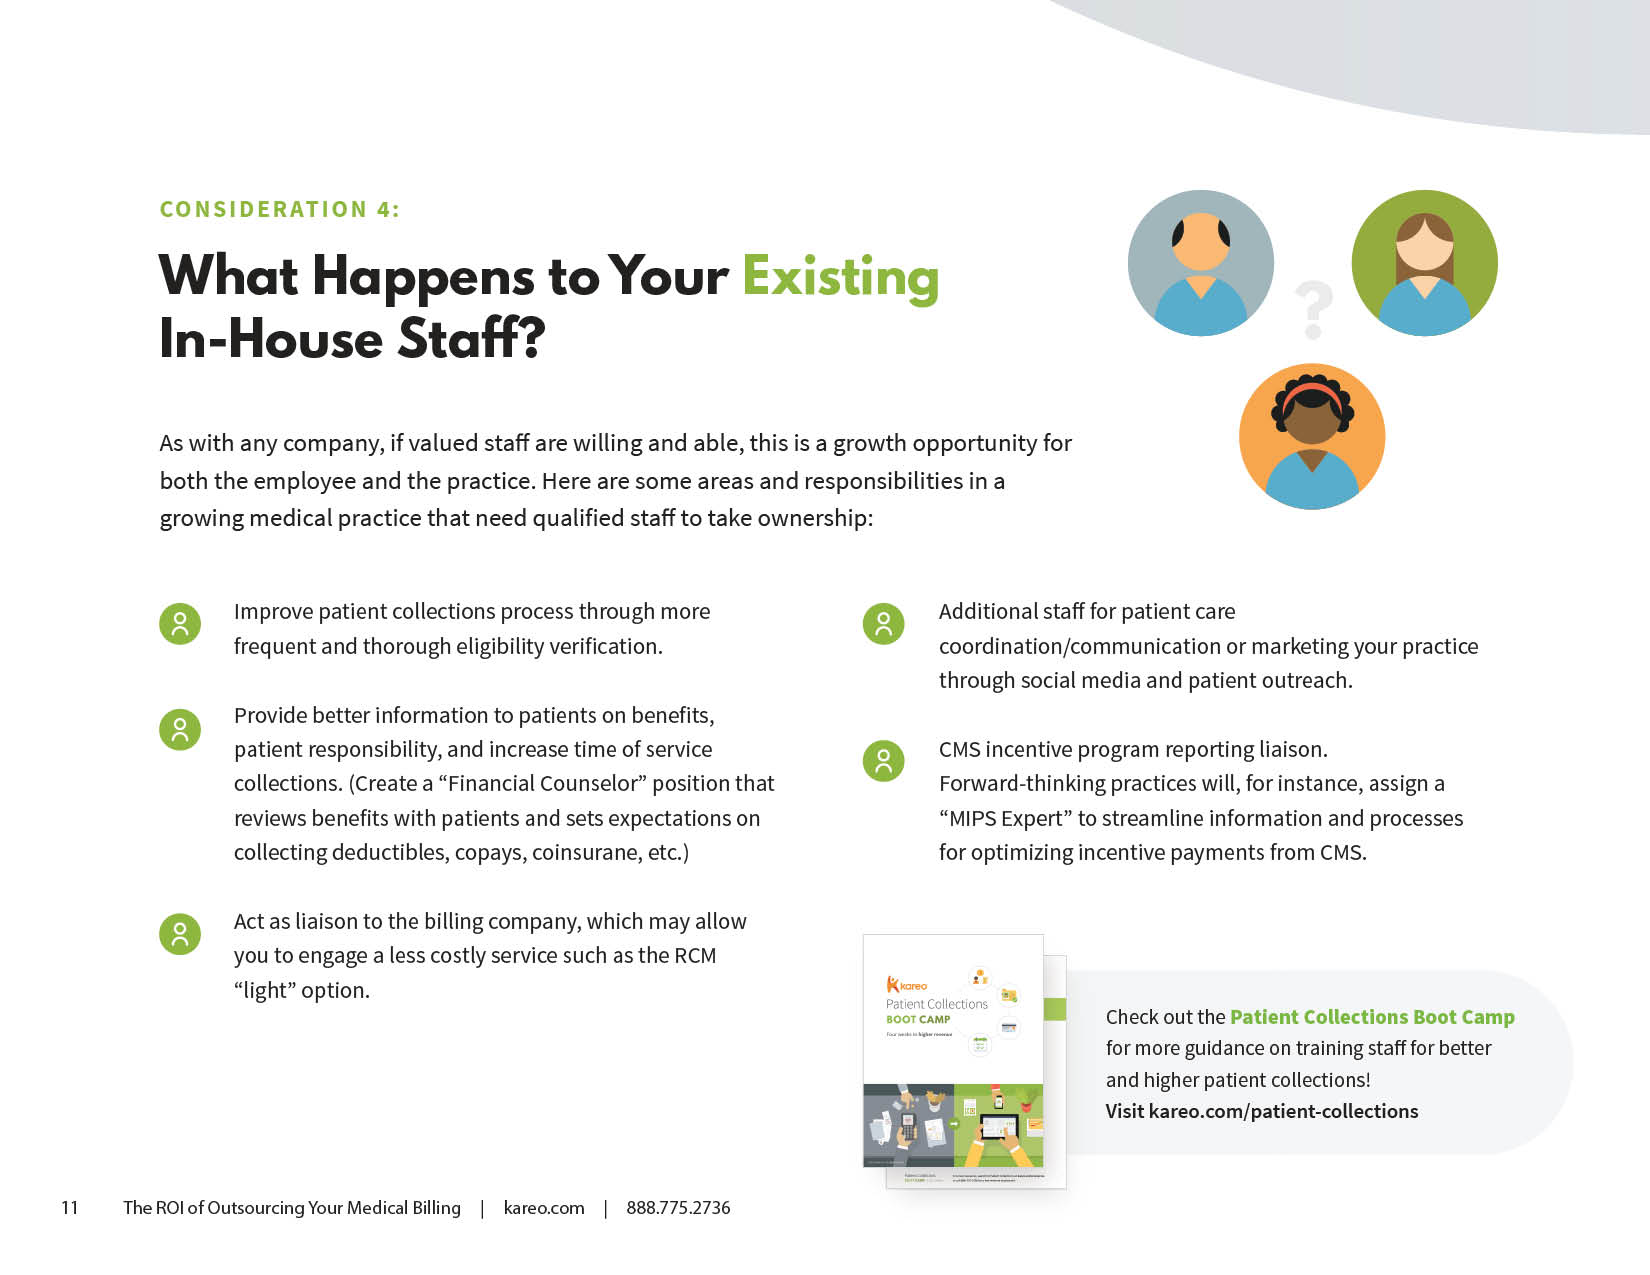 CONSIDERATION 4:
What Happens to Your Existing
In-House Staff?
As with any company, if valued staff are willing and able, this is a growth opportunity for
both the employee and the practice. Here are some areas and responsibilities in a
growing medical practice that need qualified staff to take ownership:
Improve patient collections process through more
frequent and thorough eligibility verification.
Provide better information to patients on benefits,
patient responsibility, and increase time of service
collections. (Create a “Financial Counselor” position that
reviews benefits with patients and sets expectations on
collecting deductibles, copays, coinsurane, etc.)
Act as liaison to the billing company, which may allow
you to engage a less costly service such as the RCM
“light” option.
Additional staff for patient care
coordination/communication or marketing your practice
through social media and patient outreach.
CMS incentive program reporting liaison.
Forward-thinking practices will, for instance, assign a
“MIPS Expert” to streamline information and processes
for optimizing incentive payments from CMS.
kareo
Patient Collections
BOOT CAMP
Four weeks to higher revenue
Check out the Patient Collections Boot Camp
for more guidance on training staff for better
and higher patient collections!
Visit kareo.com/patient-collections
11 The ROI of Outsourcing Your Medical Billing | kareo.com | 888.775.2736